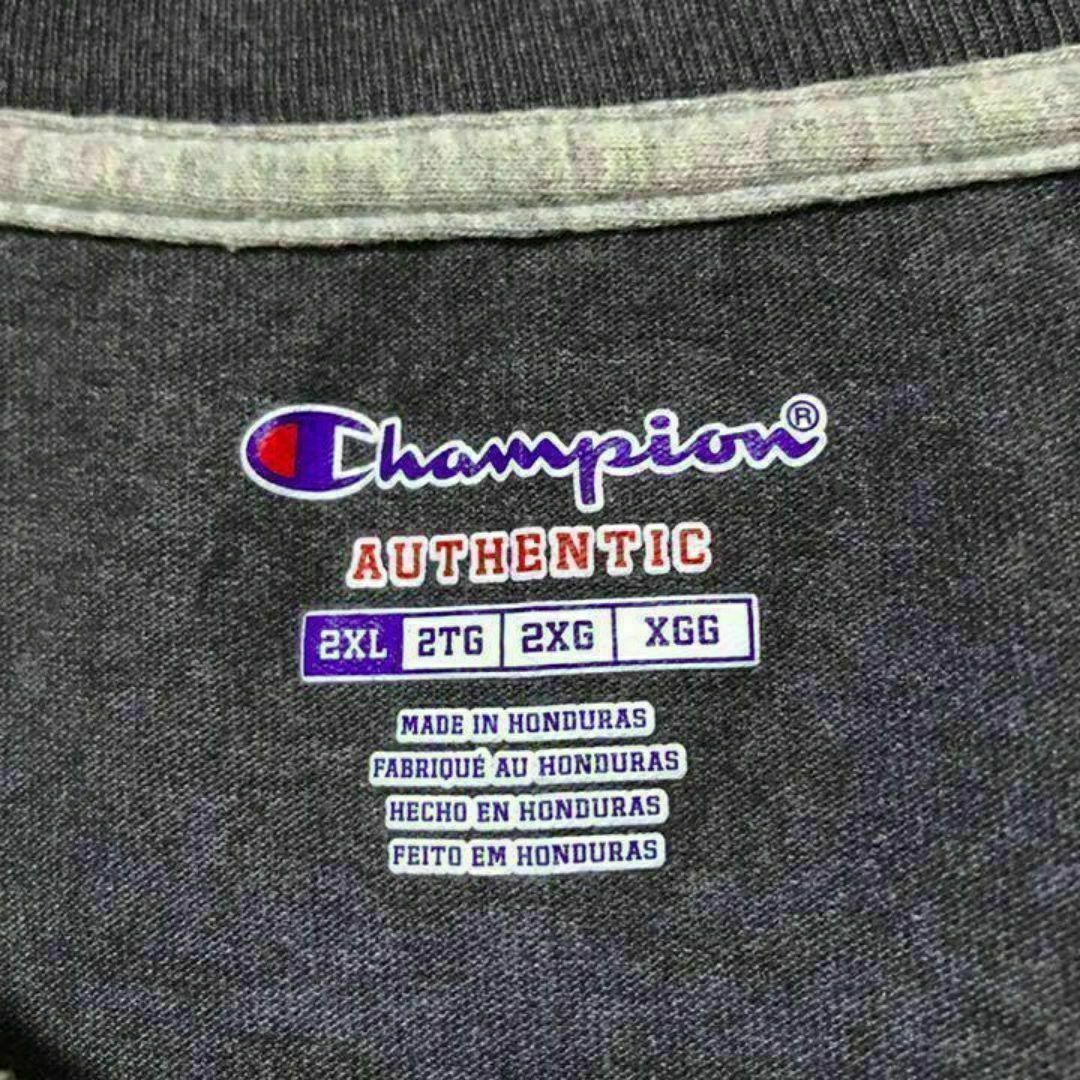 Champion®
AUTHENTIC
2XL 2TG 2XG XGG
MADE IN HONDURAS
FABRIQUÉ AU HONDURAS
HECHO EN HONDURAS
FEITO EM HONDURAS